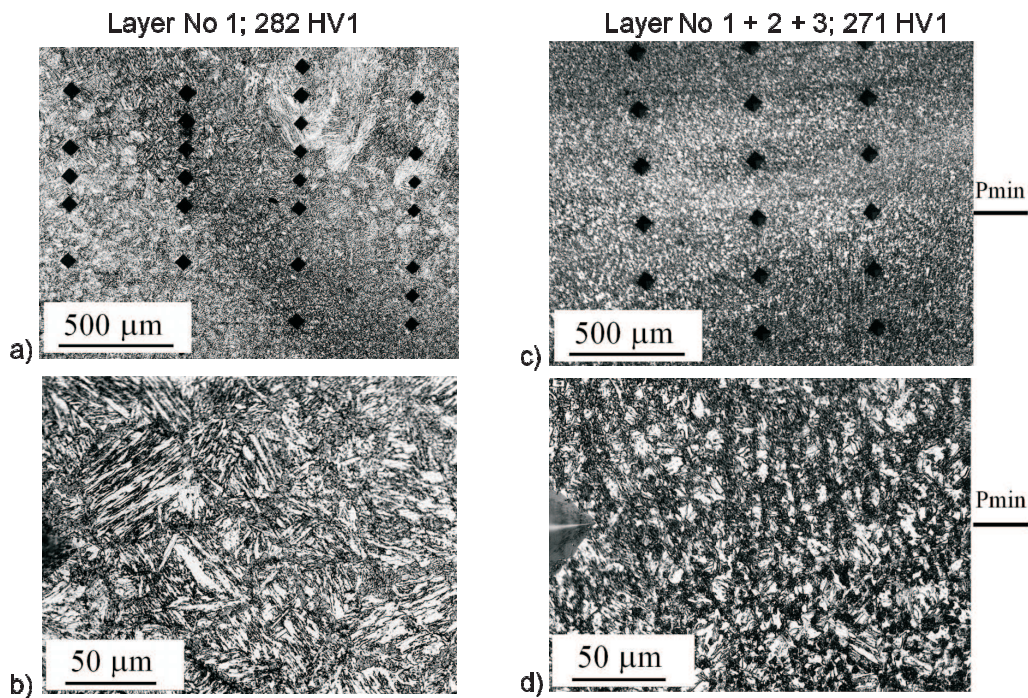 Layer No 1; 282 HV1
Layer No 1 + 2 + 3; 271 HV1
500 µm
a)
500 µm
c)
Pmin
50 µm
b)
50 µm
d)
Pmin